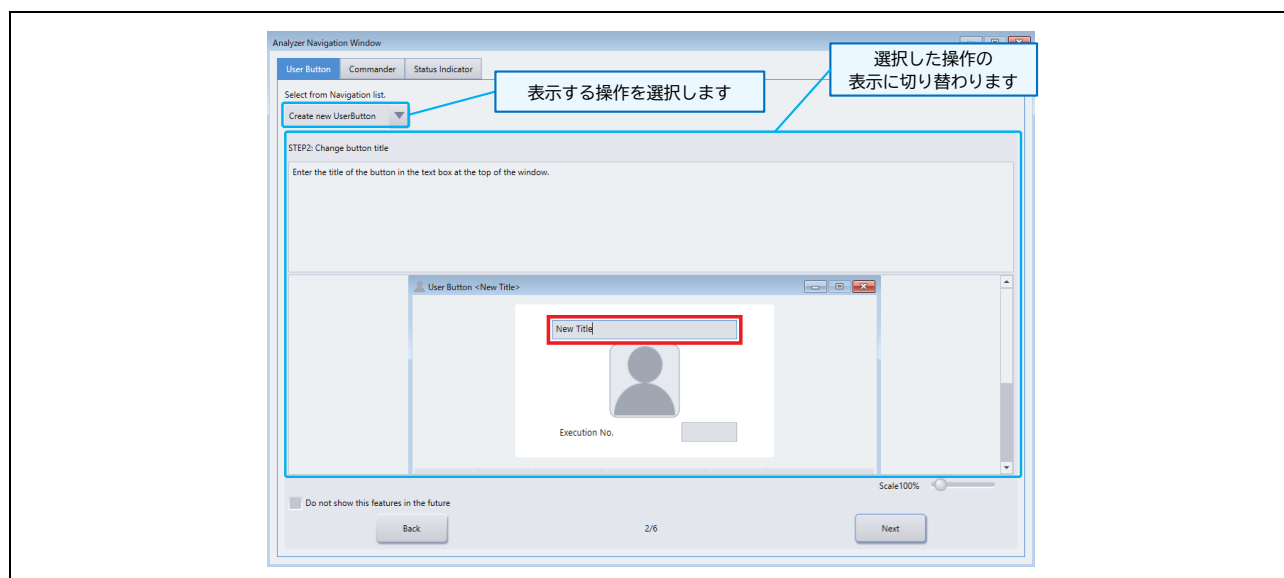 Analyzer Navigation Window
選択した操作の
表示に切り替わります
User Button
Commander
Status Indicator
表示する操作を選択します
Select from Navigation list.
Create new UserButton
STEP2: Change button title
Enter the title of the button in the text box at the top of the window.
User Button <New Title>
New Title
Execution No.
Scale100%
Do not show this features in the future
Back
2/6
Next